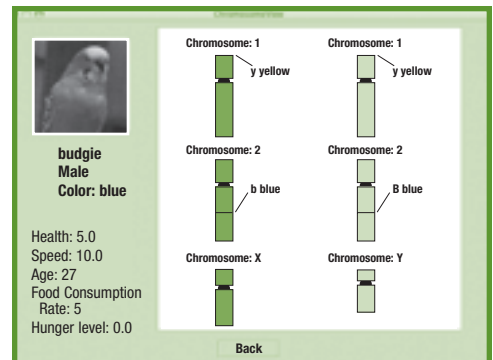 Chromosome: 1
Chromosome: 1
y yellow
y yellow
budgie
Male
Color: blue
Chromosome: 2
Chromosome: 2
b blue
B blue
Health: 5.0
Speed: 10.0
Age: 27
Food Consumption
Rate: 5
Hunger level: 0.0
Chromosome: X
Chromosome: Y
Back